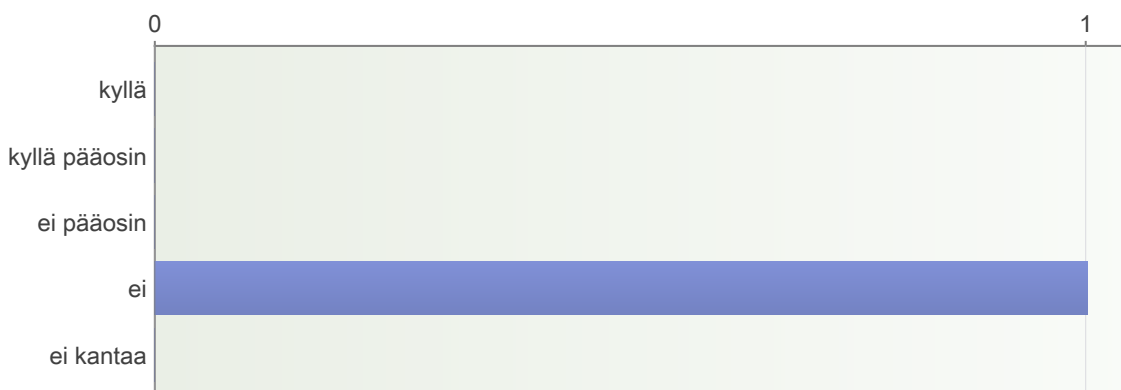 0 1
kyllä
kyllä pääosin
ei pääosin
ei
ei kantaa